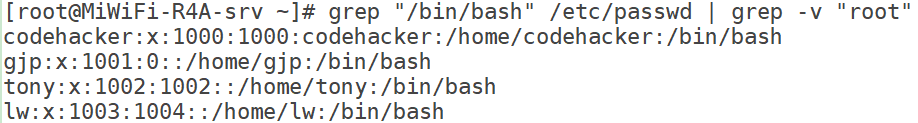 [root@MiWiFi-R4A-srv ~]# grep "/bin/bash" /etc/passwd | grep -v "root"
codehacker:x:1000:1000:codehacker:/home/codehacker:/bin/bash
gjp:x:1001:0::/home/gjp:/bin/bash
tony:x:1002:1002::/home/tony:/bin/bash
lw:x:1003:1004::/home/lw:/bin/bash